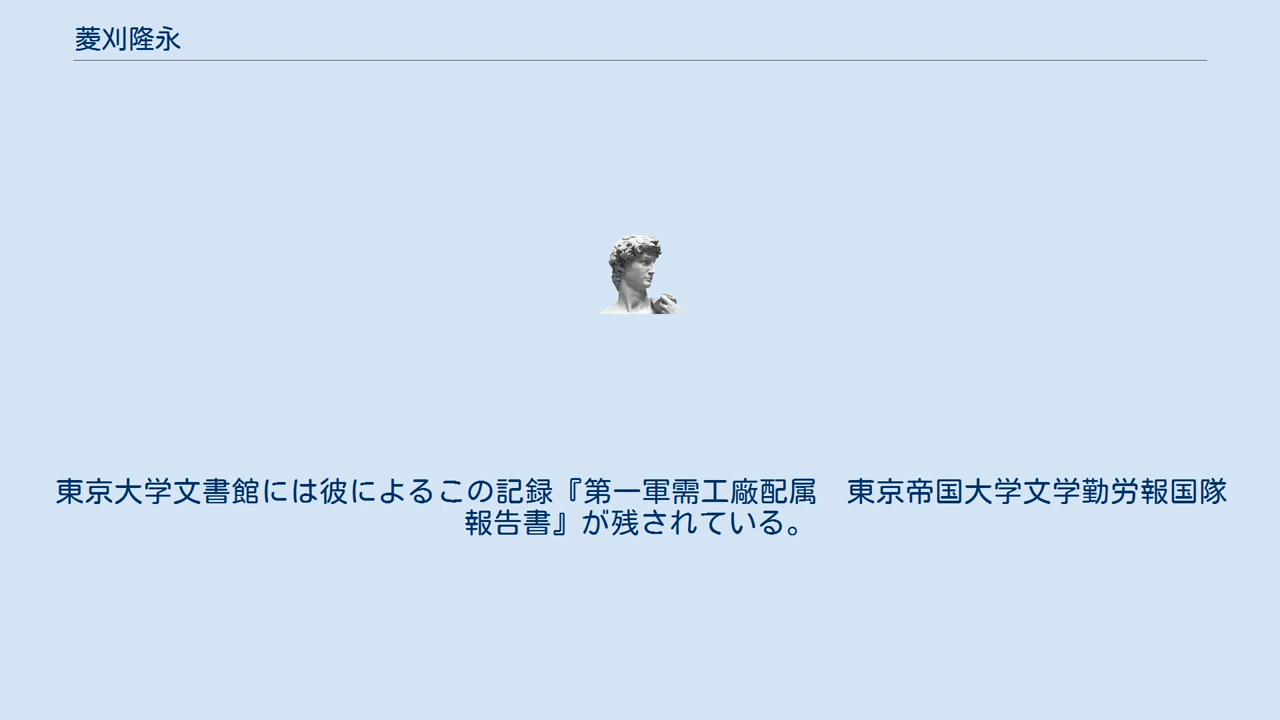 菱刈隆永
東京大学文書館には彼によるこの記録『第一軍需工廠配属　東京帝国大学文学勤労報国隊
報告書』が残されている。